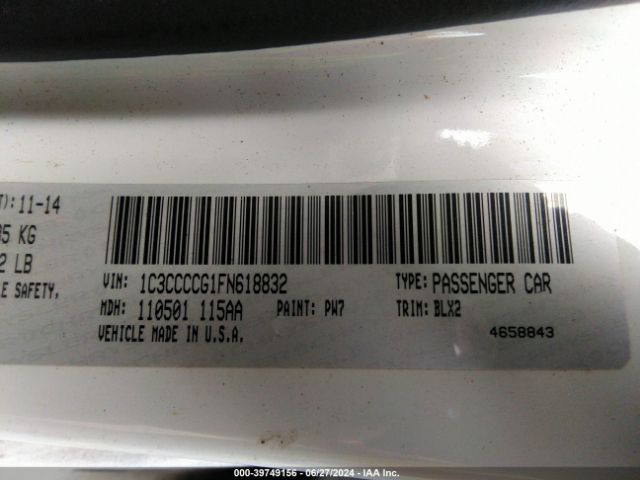 T): 11-14
35 KG
2 LB
E SAFETY,
VIN: 1C3CCCCG1FN618832
TYPE: PASSENGER CAR
MDH: 110501 115AA
PAINT: PW7
TRIM: BLX2
VEHICLE MADE IN U.S.A.
4658843
000-39749156 - 06/27/2024 - IAA Inc.